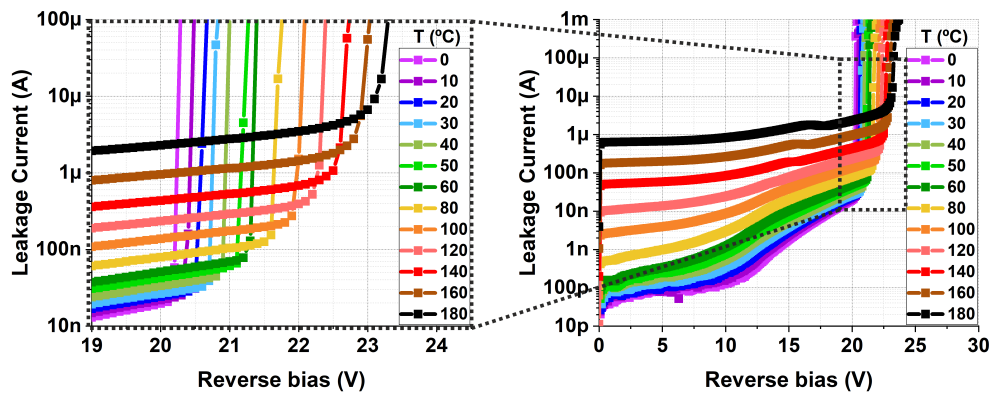 100µ
10µ
1µ
100n
10n
Leakage Current (A)
19
20
21
22
23
24
Reverse bias (V)
T (ºC)
0
10
20
30
40
50
60
80
100
120
140
160
180
1m
100µ
10µ
1µ
100n
10n
1n
100p
10p
Leakage Current (A)
0
5
10
15
20
25
30
Reverse bias (V)
T (ºC)
0
10
20
30
40
50
60
80
100
120
140
160
180